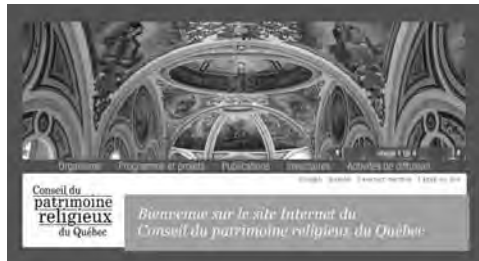 Organisme Programme et projets Publications Inventaires Activités de diffusion
Conseil du
patrimoine
religieux
du Québec
Bienvenue sur le site Internet du
Conseil du patrimoine religieux du Québec